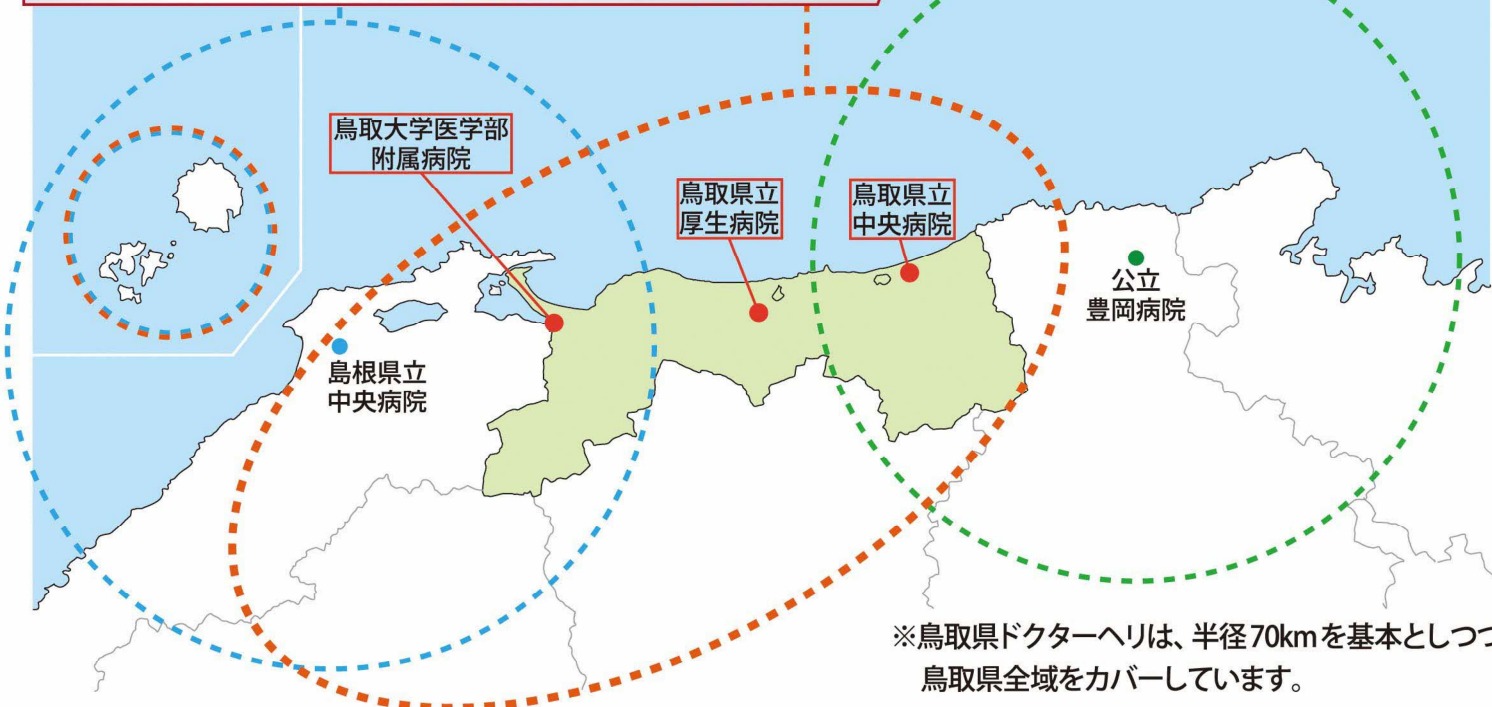 鳥取大学医学部
附属病院
鳥取県立
厚生病院
鳥取県立
中央病院
公立
豊岡病院
島根県立
中央病院
※鳥取県ドクターヘリは、半径70kmを基本としつつ
鳥取県全域をカバーしています。